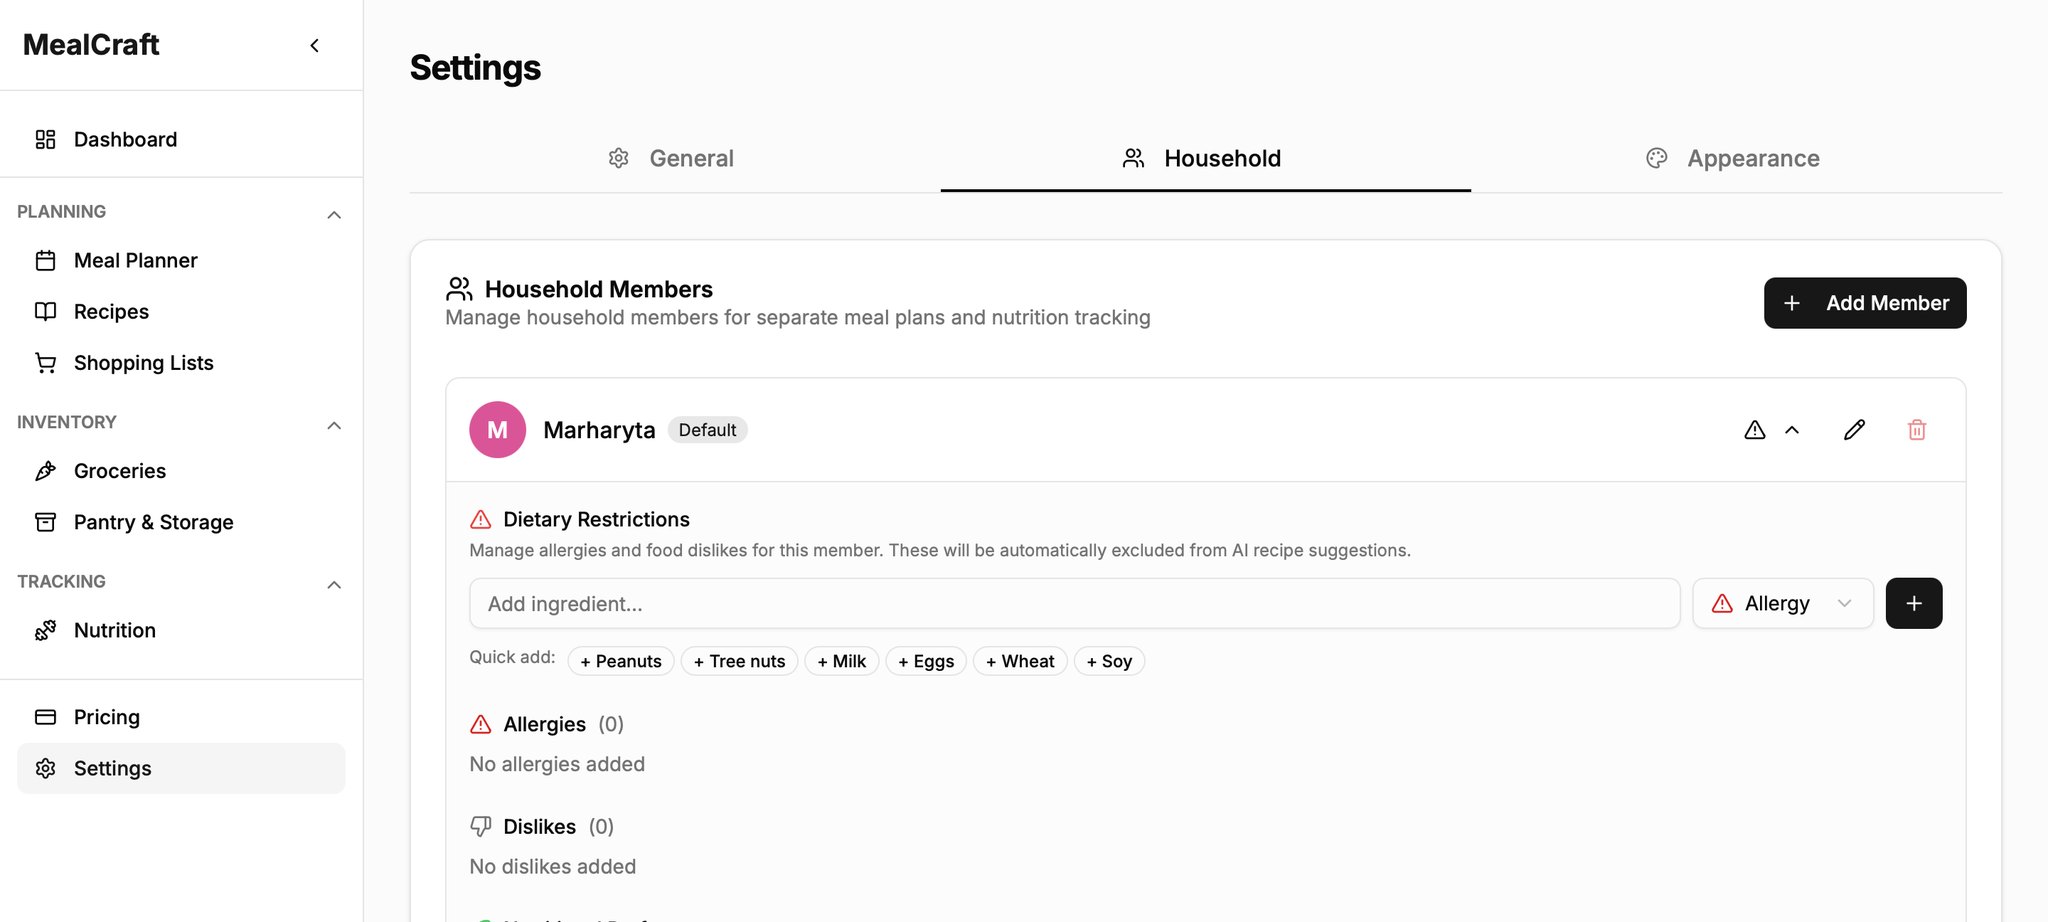 MealCraft
Dashboard
PLANNING
Meal Planner
Recipes
Shopping Lists
INVENTORY
Groceries
Pantry & Storage
TRACKING
Nutrition
Pricing
Settings
Settings
General
Household
Appearance
Household Members
Manage household members for separate meal plans and nutrition tracking
+ Add Member
M
Marharyta Default
Dietary Restrictions
Manage allergies and food dislikes for this member. These will be automatically excluded from AI recipe suggestions.
Add ingredient...
Allergy
+
Quick add: + Peanuts + Tree nuts + Milk + Eggs + Wheat + Soy
Allergies (0)
No allergies added
Dislikes (0)
No dislikes added